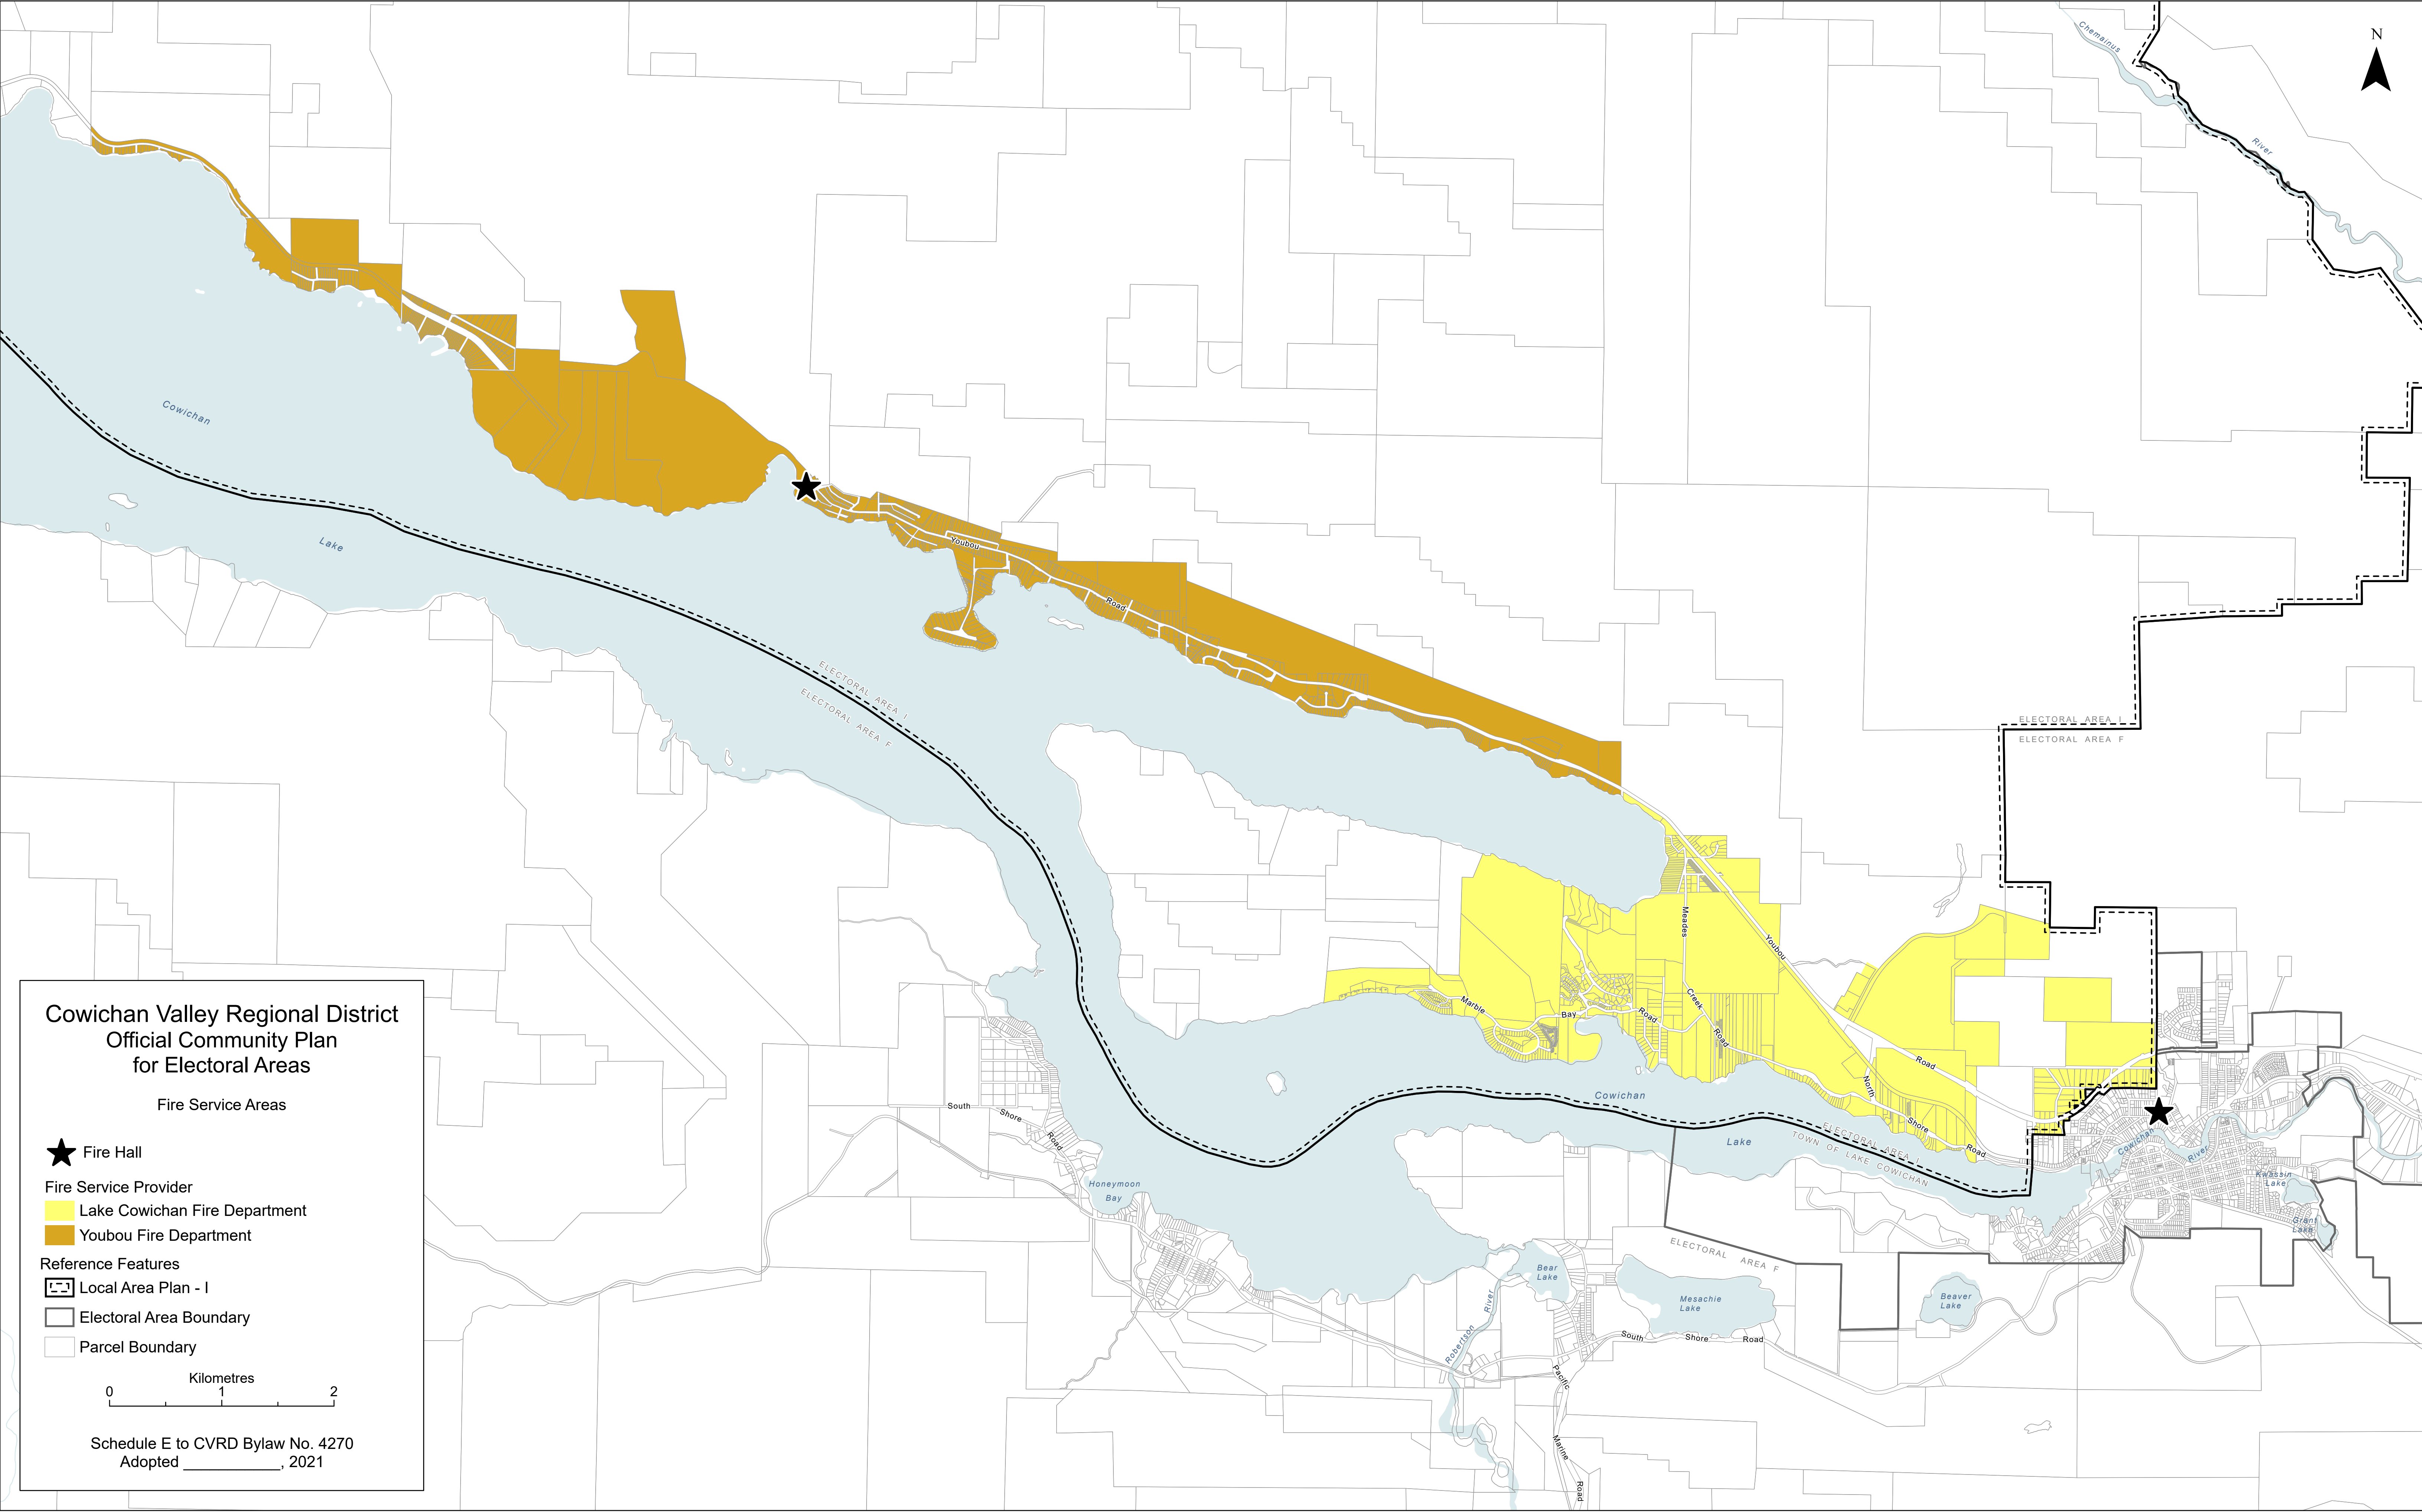 Chemainus
River
N
Cowichan
Lake
Youbou
Road
ELECTORAL AREA I
ELECTORAL AREA F
ELECTORAL AREA I
ELECTORAL AREA F
Meades
Creek
Road
Youbou
Road
Marble
Bay
Road
North
Shore
Road
Cowichan
Lake
ELECTORAL AREA I
TOWN OF LAKE COWICHAN
Cowichan
River
Kwassin
Lake
Grant
Lake
South
Shore
Road
Honeymoon
Bay
ELECTORAL AREA F
Bear
Lake
Mesachie
Lake
Beaver
Lake
Robertson
River
South
Shore
Road
Pacific
Marine
Road
Cowichan Valley Regional District
Official Community Plan
for Electoral Areas
Fire Service Areas
Fire Hall
Fire Service Provider
Lake Cowichan Fire Department
Youbou Fire Department
Reference Features
Local Area Plan - I
Electoral Area Boundary
Parcel Boundary
Kilometres
0 1 2
Schedule E to CVRD Bylaw No. 4270
Adopted ___________, 2021